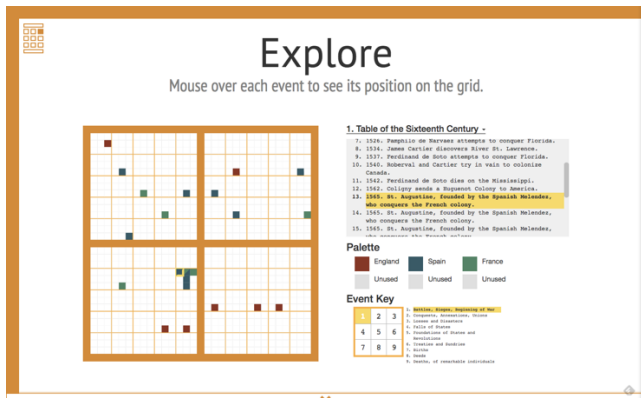 Explore
Mouse over each event to see its position on the grid.
1. Table of the Sixteenth Century -
7. 1526. Pamphilo de Narvaez attempts to conquer Florida.
8. 1534. James Cartier discovers River St. Lawrence.
9. 1537. Ferdinand de Soto attempts to conquer Florida.
10. 1540. Roberval and Cartier try in vain to colonize
Canada.
11. 1542. Ferdinand de Soto dies on the Mississippi.
12. 1562. Coligny sends a Huguenot Colony to America.
13. 1565. St. Augustine, founded by the Spanish Melendez,
who conquers the French colony.
14. 1565. St. Augustine, founded by the Spanish Melendez,
who conquers the French colony.
15. 1565. St. Augustine, founded by the Spanish Melendez,
who conquers the French colony.
Palette
England Spain France
Unused Unused Unused
Event Key
1 2 3
4 5 6
7 8 9
1. Battles, Sieges, Beginning of War
2. Conquests, Annexations, Unions
3. Losses and Disasters
4. Falls of States
5. Foundations of States and
Revolutions
6. Treaties and Sundries
7. Births
8. Deeds
9. Deaths, of remarkable individuals